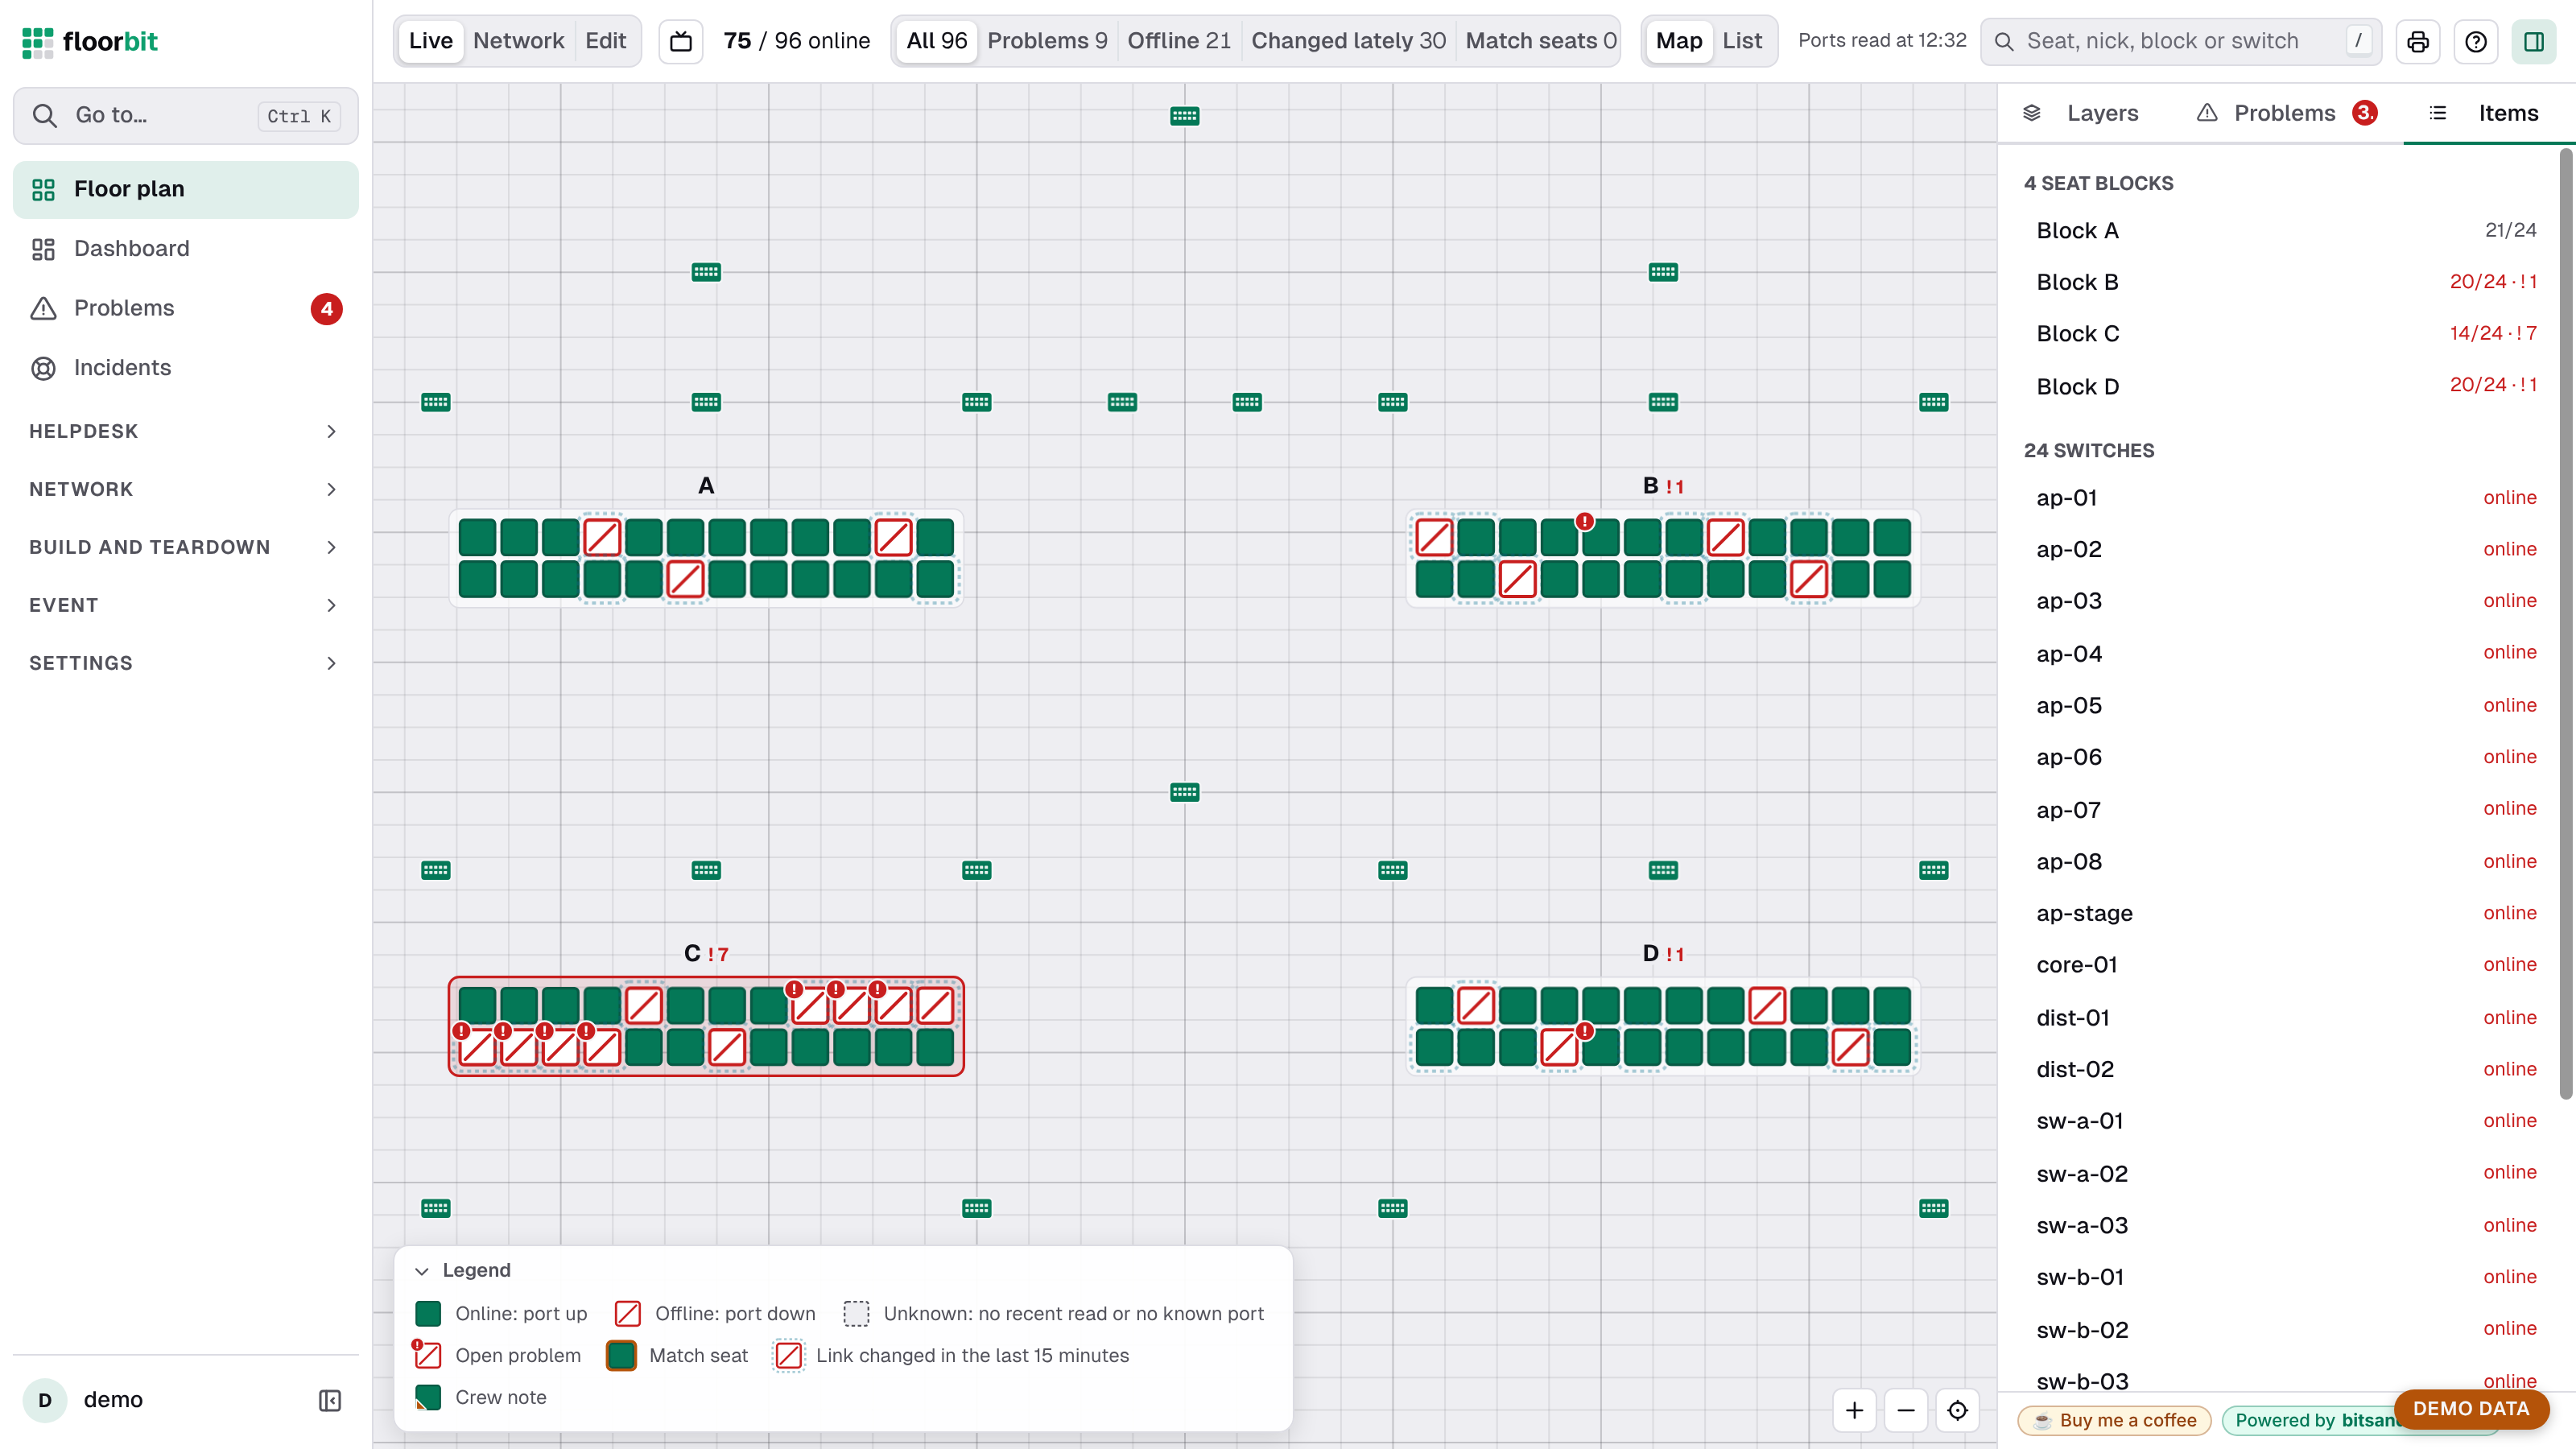 floorbit
Go to...
Ctrl K
Floor plan
Dashboard
Problems
4
Incidents
HELPDESK
NETWORK
BUILD AND TEARDOWN
EVENT
SETTINGS
D demo
Live Network Edit
75 / 96 online
All 96 Problems 9 Offline 21 Changed lately 30 Match seats 0
Map List
Ports read at 12:32
Seat, nick, block or switch /
A
B !1
C !7
D !1
Legend
Online: port up
Offline: port down
Unknown: no recent read or no known port
Open problem
Match seat
Link changed in the last 15 minutes
Crew note
Layers
Problems 3.
Items
4 SEAT BLOCKS
Block A 21/24
Block B 20/24 · ! 1
Block C 14/24 · ! 7
Block D 20/24 · ! 1
24 SWITCHES
ap-01 online
ap-02 online
ap-03 online
ap-04 online
ap-05 online
ap-06 online
ap-07 online
ap-08 online
ap-stage online
core-01 online
dist-01 online
dist-02 online
sw-a-01 online
sw-a-02 online
sw-a-03 online
sw-b-01 online
sw-b-02 online
sw-b-03 online
Buy me a coffee
Powered by
DEMO DATA